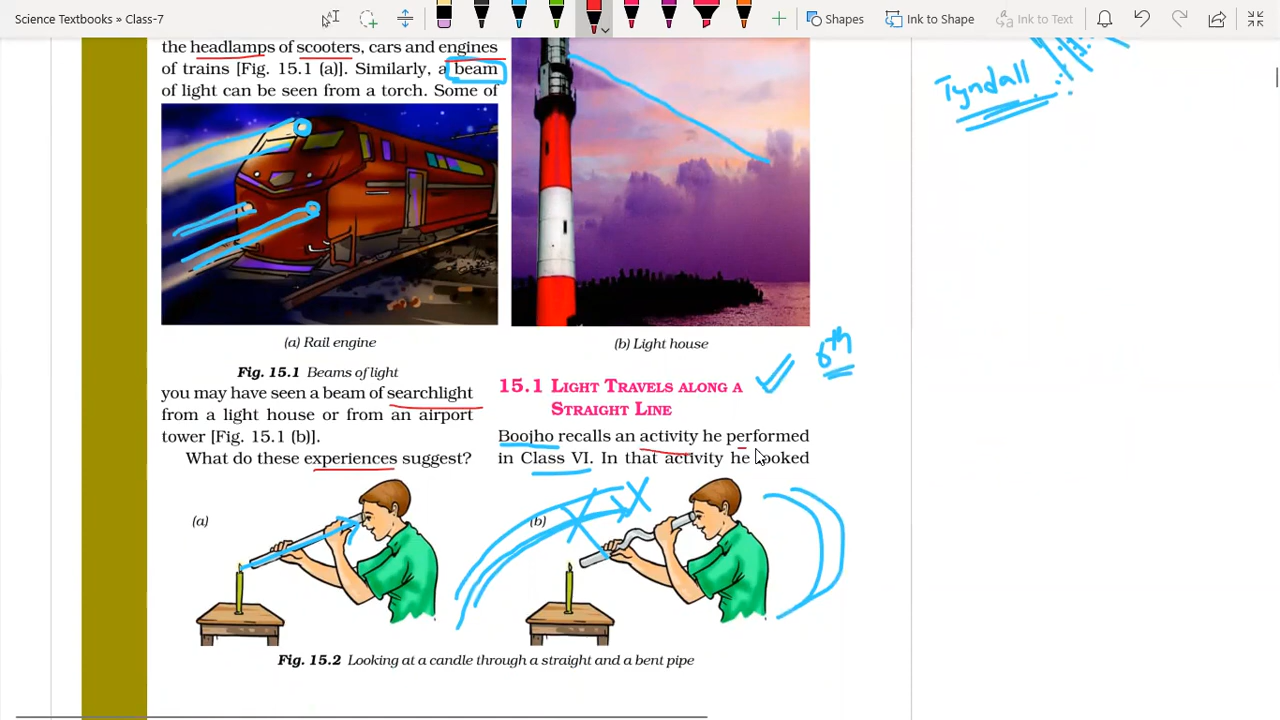 Science Textbooks » Class-7
Shapes
Ink to Shape
Ink to Text
the headlamps of scooters, cars and engines
of trains [Fig. 15.1 (a)]. Similarly, a beam
of light can be seen from a torch. Some of
Tyndall
(a) Rail engine
(b) Light house
Fig. 15.1 Beams of light
you may have seen a beam of searchlight
from a light house or from an airport
tower [Fig. 15.1 (b)].
What do these experiences suggest?
6th
15.1 LIGHT TRAVELS ALONG A
STRAIGHT LINE
Boojho recalls an activity he performed
in Class VI. In that activity he looked
(a)
(b)
Fig. 15.2 Looking at a candle through a straight and a bent pipe